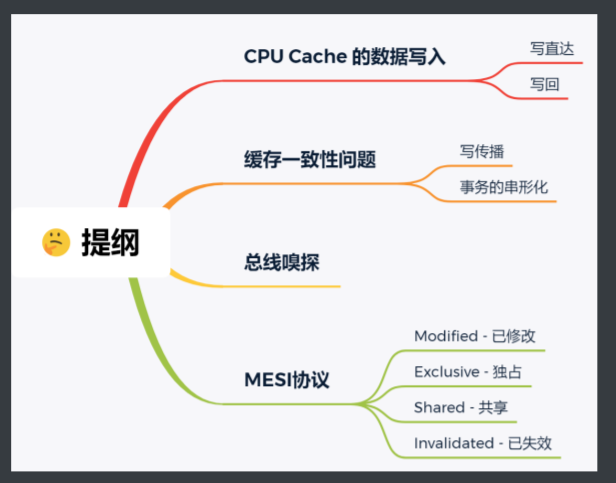 CPU Cache 的数据写入
写直达
写回
缓存一致性问题
写传播
事务的串形化
提纲
总线嗅探
MESI协议
Modified - 已修改
Exclusive - 独占
Shared - 共享
Invalidated - 已失效